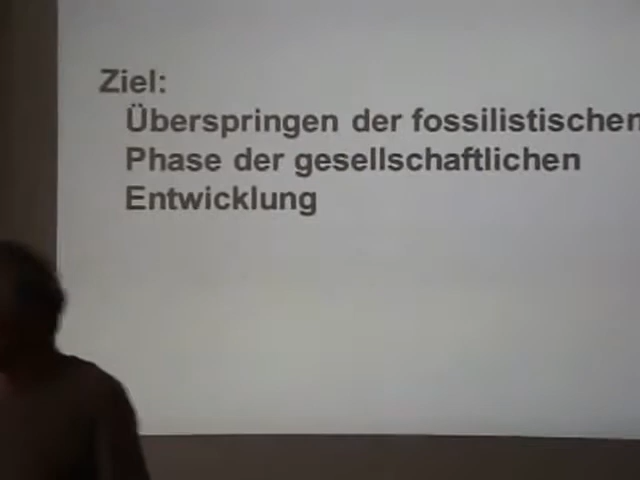 Ziel:
Überspringen der fossilistischen
Phase der gesellschaftlichen
Entwicklung